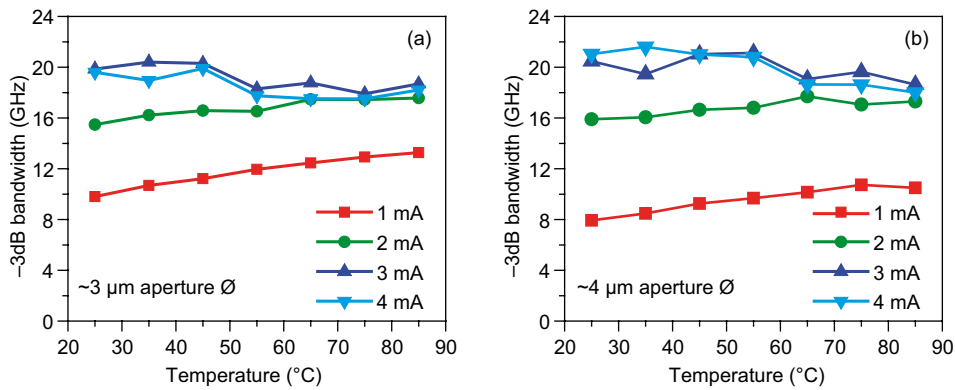 24
20
16
12
8
4
0
−3dB bandwidth (GHz)
(a)
1 mA
2 mA
3 mA
4 mA
~3 µm aperture Ø
20 30 40 50 60 70 80 90
Temperature (°C)
24
20
16
12
8
4
0
−3dB bandwidth (GHz)
(b)
1 mA
2 mA
3 mA
4 mA
~4 µm aperture Ø
20 30 40 50 60 70 80 90
Temperature (°C)